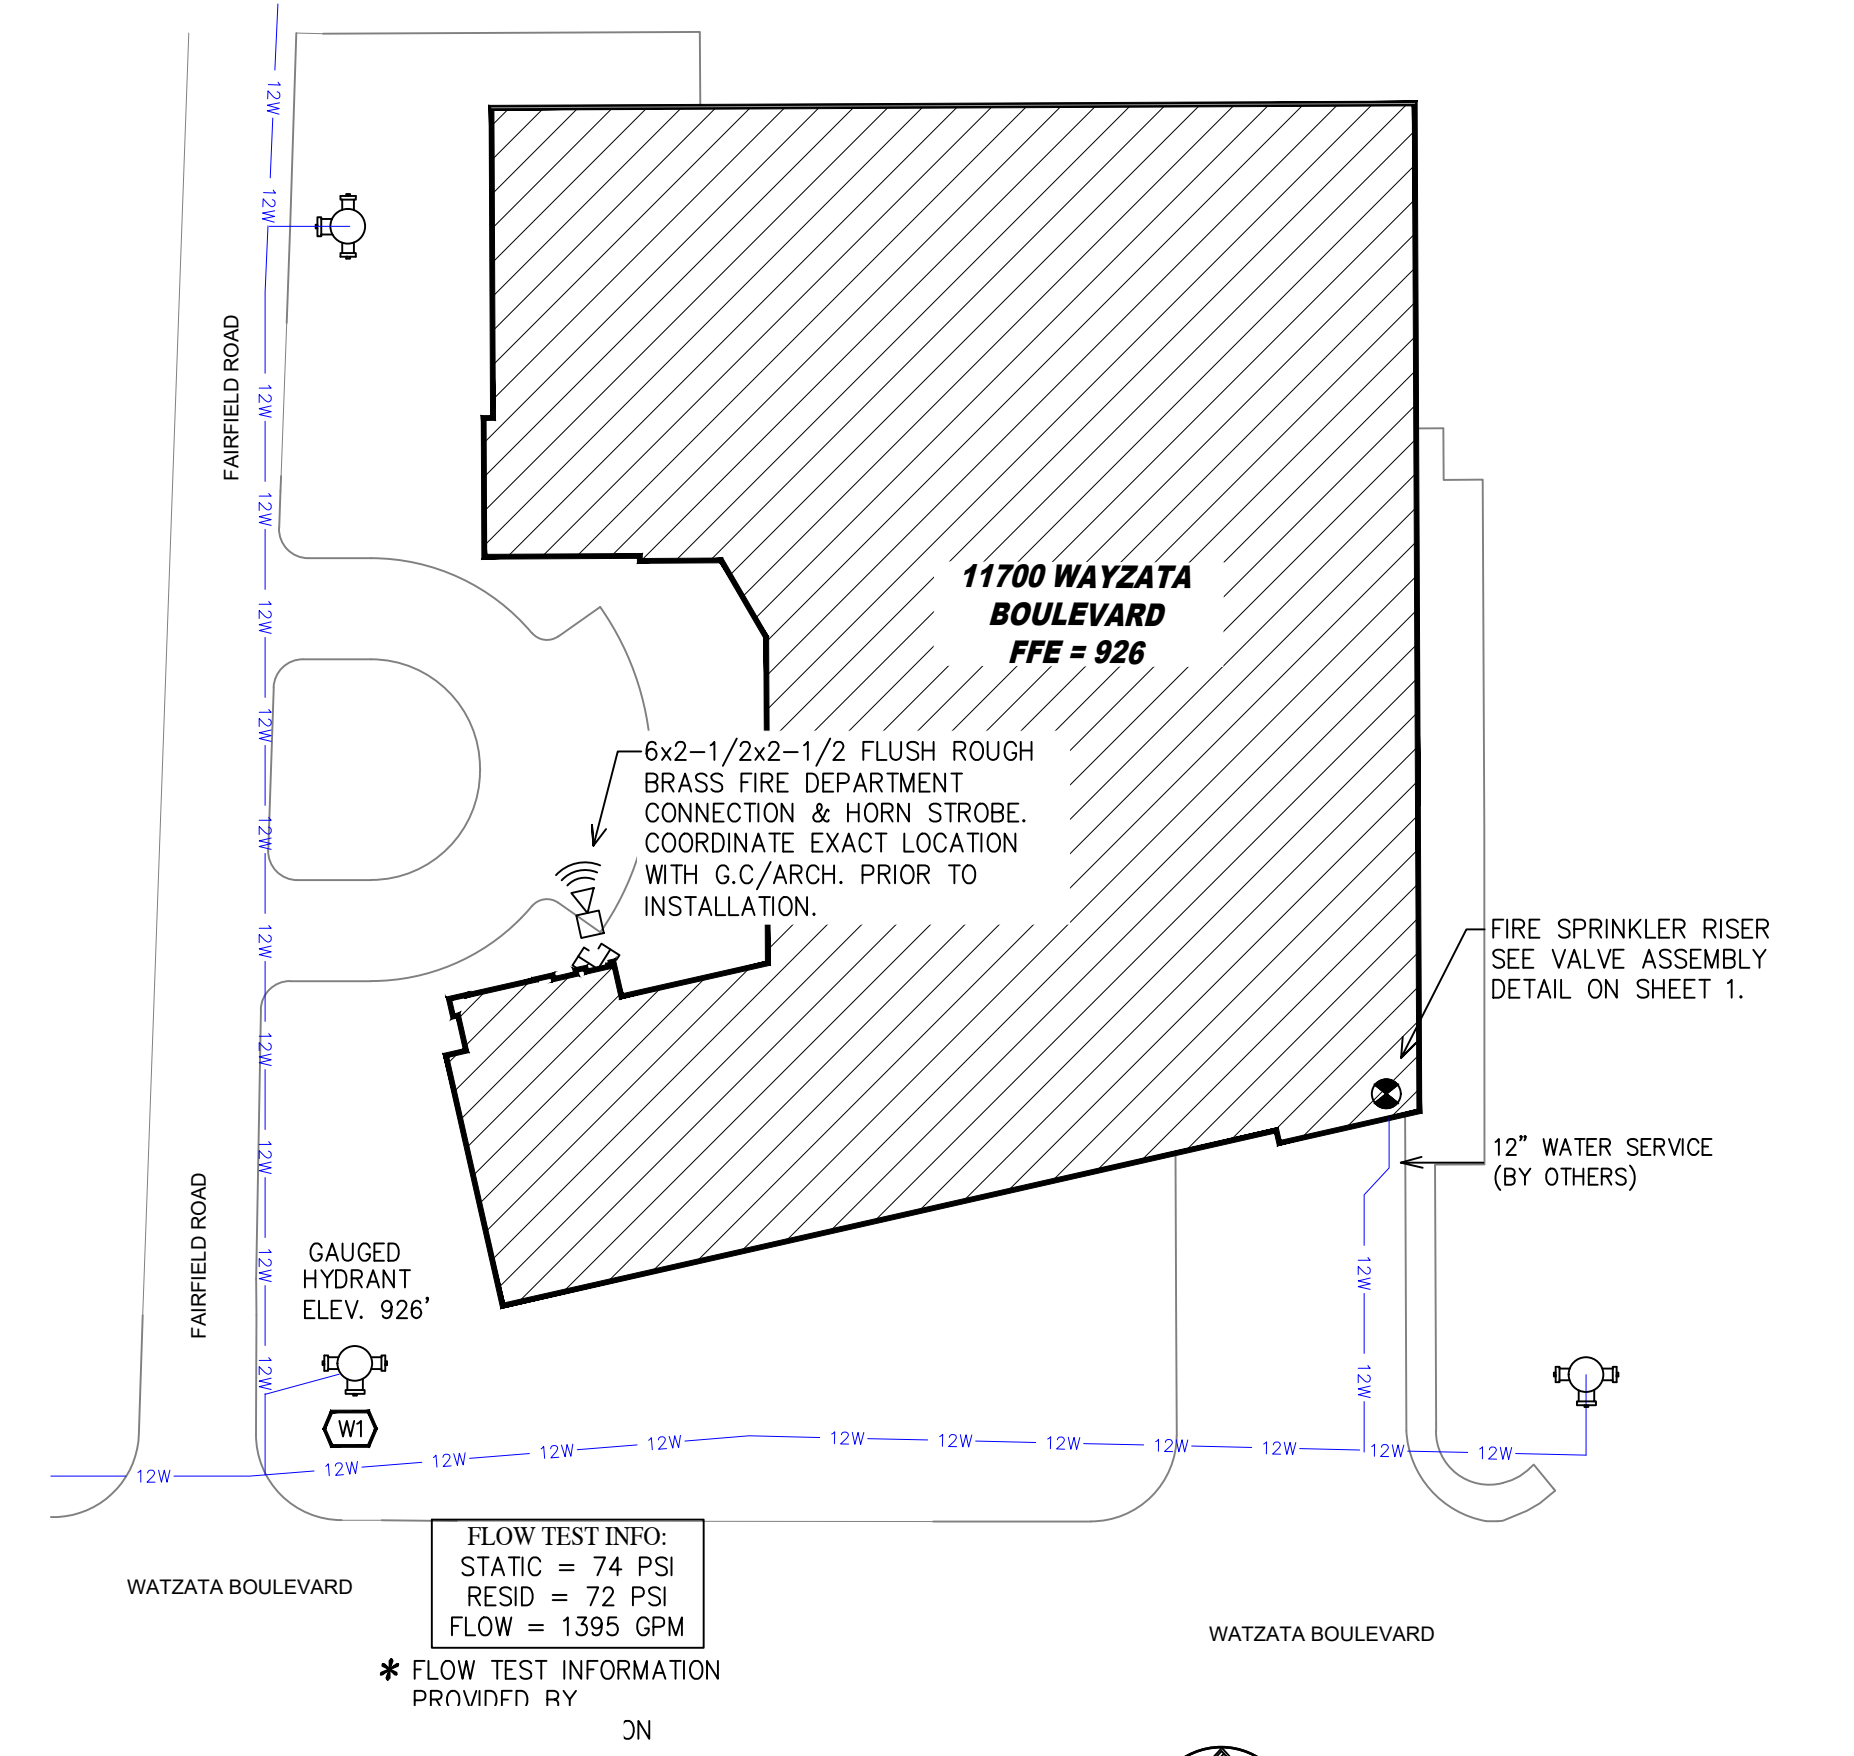 12W
12W
FAIRFIELD ROAD
12W
12W
12W
12W
12W
12W
12W
12W
12W
12W
11700 WAYZATA
BOULEVARD
FFE = 926
6x2-1/2x2-1/2 FLUSH ROUGH
BRASS FIRE DEPARTMENT
CONNECTION & HORN STROBE.
COORDINATE EXACT LOCATION
WITH G.C/ARCH. PRIOR TO
INSTALLATION.
FIRE SPRINKLER RISER
SEE VALVE ASSEMBLY
DETAIL ON SHEET 1.
12" WATER SERVICE
(BY OTHERS)
FAIRFIELD ROAD
GAUGED
HYDRANT
ELEV. 926'
W1
12W
12W
12W
12W
12W
12W
12W
12W
12W
12W
12W
12W
12W
12W
FLOW TEST INFO:
STATIC = 74 PSI
RESID = 72 PSI
FLOW = 1395 GPM
WATZATA BOULEVARD
WATZATA BOULEVARD
* FLOW TEST INFORMATION
PROVIDED BY